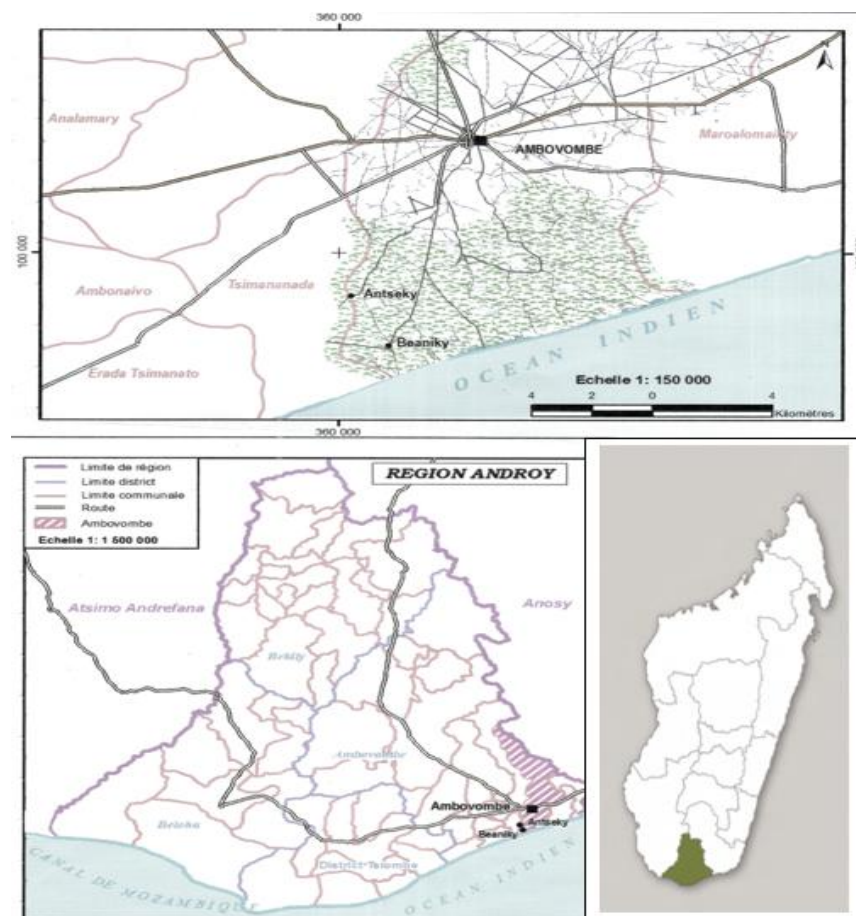 360 000
Analamary
AMBOVOMBE
100 000
Tsimananada
Ambonaivo
Antseky
Beaniky
Erada Tsimanato
OCEAN INDIEN
Echelle 1: 150 000
4 2 0 4
Kilomètres
360 000
Limite de région
Limite district
Limite communale
Route
Ambovombe
Echelle 1: 1 500 000
REGION ANDROY
Atsimo Andrefana
Anosy
Bekily
Ambovombe
Ambovombe
Antseky
Beaniky
Beloha
District Tsiombe
CANAL DE MOZAMBIQUE
OCEAN INDIEN